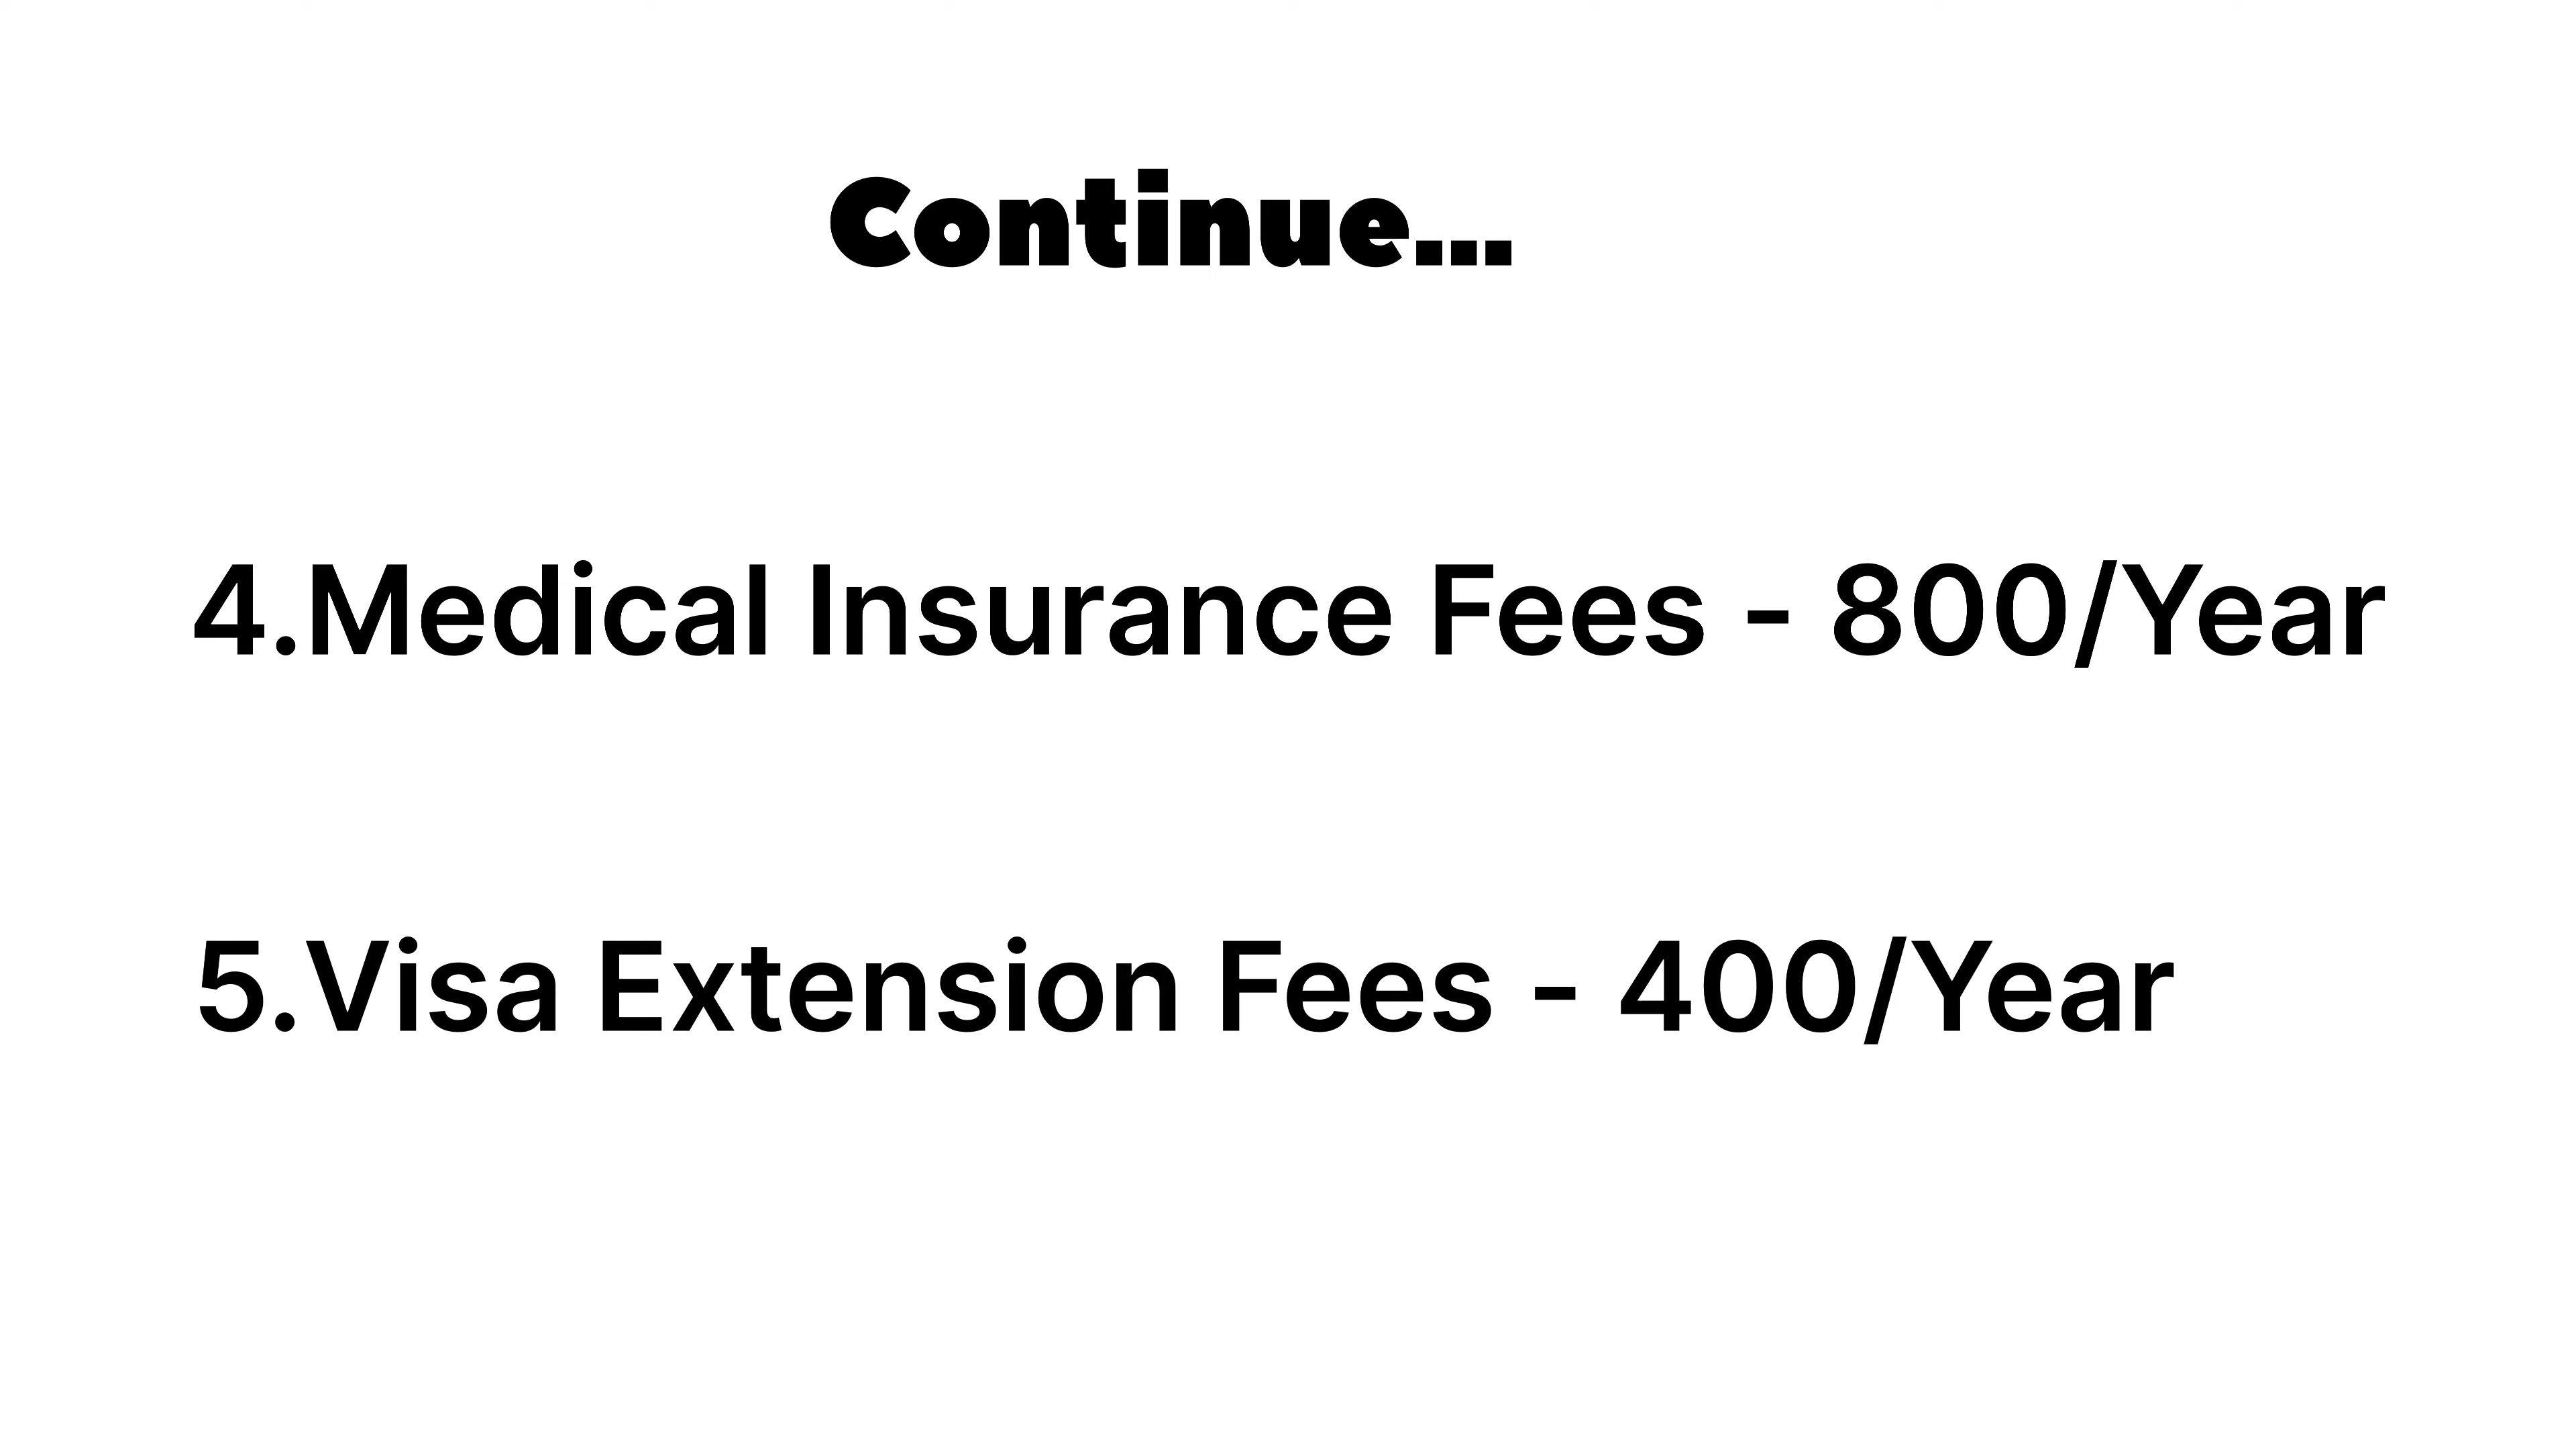 Continue...
4.Medical Insurance Fees - 800/Year
5.Visa Extension Fees - 400/Year